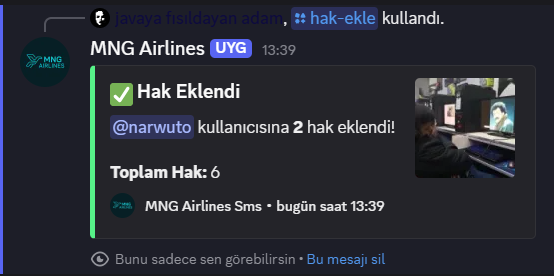 javaya fısıldayan adam, hak-ekle kullandı.
MNG Airlines UYG 13:39
MNG AIRLINES
Hak Eklendi
@narwuto kullanıcısına 2 hak eklendi!
Toplam Hak: 6
MNG Airlines Sms • bugün saat 13:39
Bunu sadece sen görebilirsin • Bu mesajı sil